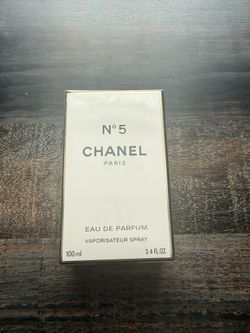 N°5
CHANEL
PARIS
EAU DE PARFUM
VAPORISATEUR SPRAY
100 ml 3.4 FL. OZ.